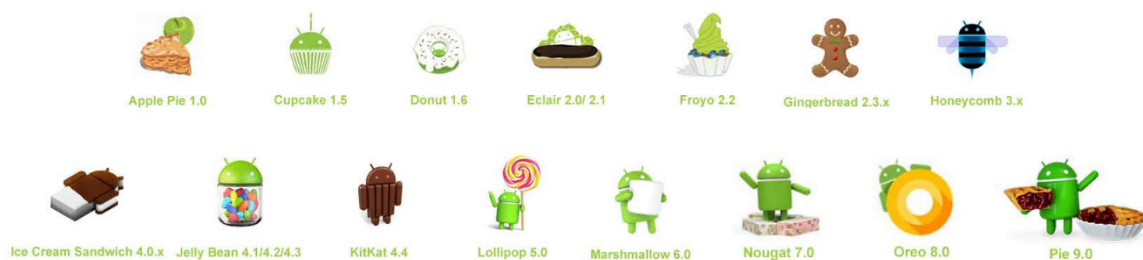 Apple Pie 1.0
Cupcake 1.5
Donut 1.6
Eclair 2.0/ 2.1
Froyo 2.2
Gingerbread 2.3.x
Honeycomb 3.x
Ice Cream Sandwich 4.0.x
Jelly Bean 4.1/4.2/4.3
KitKat 4.4
Lollipop 5.0
Marshmallow 6.0
Nougat 7.0
Oreo 8.0
Pie 9.0